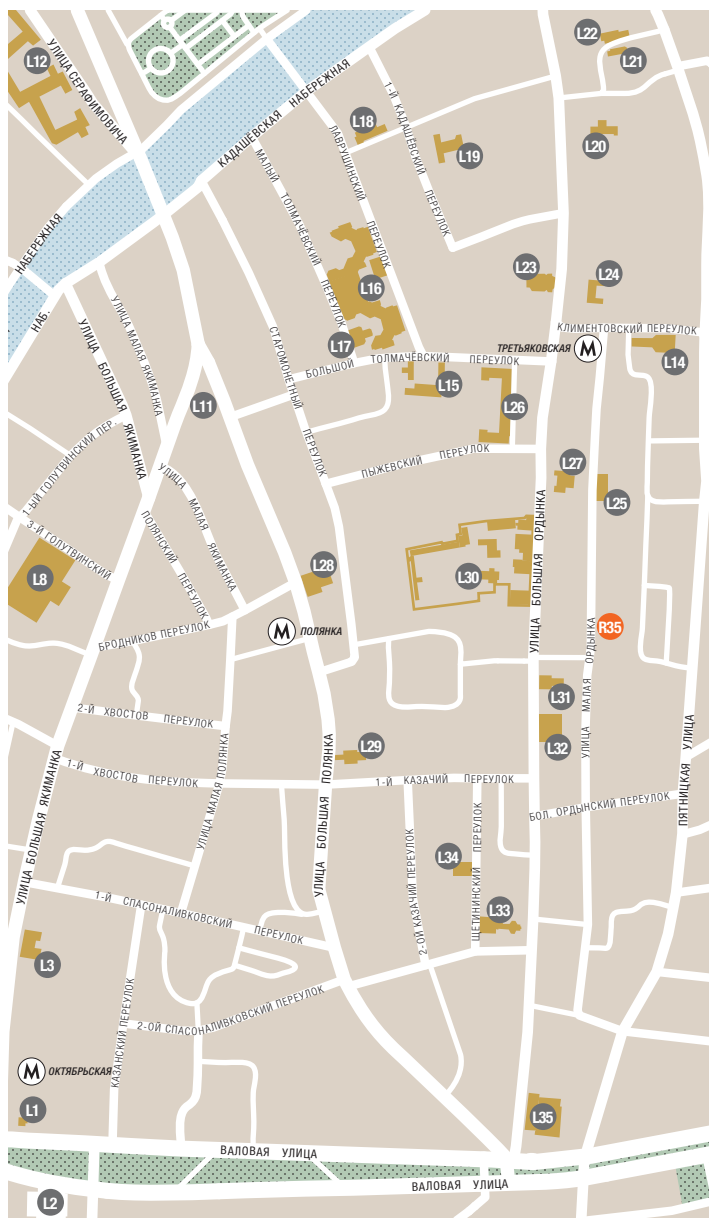 L22
L21
L12
УЛИЦА СЕРАФИМОВИЧА
КАДАШЁВСКАЯ НАБЕРЕЖНАЯ
1-Й КАДАШЁВСКИЙ ПЕРЕУЛОК
L18
L19
L20
МАЛЫЙ ТОЛМАЧЁВСКИЙ ПЕРЕУЛОК
ЛАВРУШИНСКИЙ ПЕРЕУЛОК
НАБЕРЕЖНАЯ
НАБ.
L23
L24
L16
L17
КЛИМЕНТОВСКИЙ ПЕРЕУЛОК
ТРЕТЬЯКОВСКАЯ
М
L14
УЛИЦА МАЛАЯ ЯКИМАНКА
УЛИЦА БОЛЬШАЯ ЯКИМАНКА
СТАРОМОНЕТНЫЙ ПЕРЕУЛОК
БОЛЬШОЙ ТОЛМАЧЁВСКИЙ ПЕРЕУЛОК
L15
L26
L11
1-ЫЙ ГОЛУТВИНСКИЙ ПЕР.
ПЫЖЕВСКИЙ ПЕРЕУЛОК
L27
L25
УЛИЦА МАЛАЯ ЯКИМАНКА
3-Й ГОЛУТВИНСКИЙ
ПОЛЯНСКИЙ ПЕРЕУЛОК
L8
L28
L30
УЛИЦА БОЛЬШАЯ ОРДЫНКА
R35
М
ПОЛЯНКА
БРОДНИКОВ ПЕРЕУЛОК
L31
L32
УЛИЦА МАЛАЯ ОРДЫНКА
2-Й ХВОСТОВ ПЕРЕУЛОК
L29
1-Й ХВОСТОВ ПЕРЕУЛОК
УЛИЦА МАЛАЯ ПОЛЯНКА
УЛИЦА БОЛЬШАЯ ПОЛЯНКА
1-Й КАЗАЧИЙ ПЕРЕУЛОК
БОЛ. ОРДЫНСКИЙ ПЕРЕУЛОК
ПЯТНИЦКАЯ УЛИЦА
УЛИЦА БОЛЬШАЯ ЯКИМАНКА
L34
L33
ЩЕТИНИНСКИЙ ПЕРЕУЛОК
2-ОЙ КАЗАЧИЙ ПЕРЕУЛОК
1-Й СПАСОНАЛИВКОВСКИЙ ПЕРЕУЛОК
L3
КАЗАНСКИЙ ПЕРЕУЛОК
2-ОЙ СПАСОНАЛИВКОВСКИЙ ПЕРЕУЛОК
М
ОКТЯБРЬСКАЯ
L1
L35
ВАЛОВАЯ УЛИЦА
ВАЛОВАЯ УЛИЦА
L2